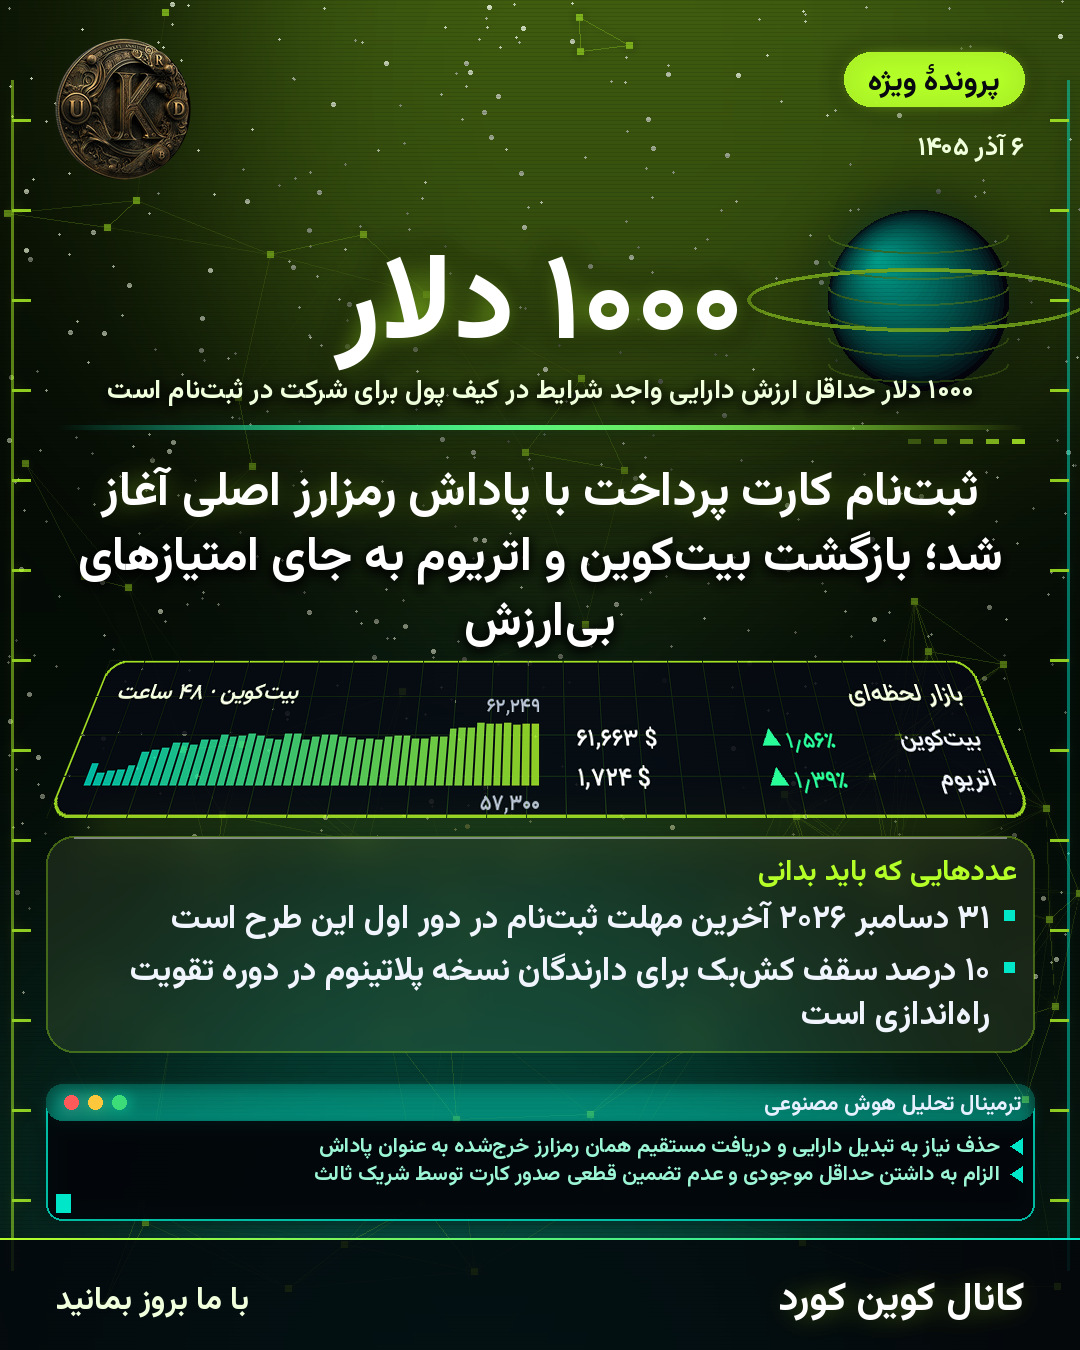 پروندهٔ ویژه
۶ آذر ۱۴۰۵
K
U
R
D
B
۱۰۰۰ دلار
۱۰۰۰ دلار حداقل ارزش دارایی واجد شرایط در کیف پول برای شرکت در ثبت‌نام است
ثبت‌نام کارت پرداخت با پاداش رمزارز اصلی آغاز
شد؛ بازگشت بیت‌کوین و اتریوم به جای امتیازهای
بی‌ارزش
بازار لحظه‌ای
بیت‌کوین · ۴۸ ساعت
بیت‌کوین ▲۱٫۵۶٪ ۶۱,۶۶۳ $
اتریوم ▲۱٫۳۹٪ ۱,۷۲۴ $
۶۲,۲۴۹
۵۷,۳۰۰
عددهایی که باید بدانی
۳۱ دسامبر ۲۰۲۶ آخرین مهلت ثبت‌نام در دور اول این طرح است
۱۰ درصد سقف کش‌بک برای دارندگان نسخه پلاتینوم در دوره تقویت
راه‌اندازی است
ترمینال تحلیل هوش مصنوعی
حذف نیاز به تبدیل دارایی و دریافت مستقیم همان رمزارز خرج‌شده به عنوان پاداش
الزام به داشتن حداقل موجودی و عدم تضمین قطعی صدور کارت توسط شریک ثالث
کانال کوین کورد
با ما بروز بمانید